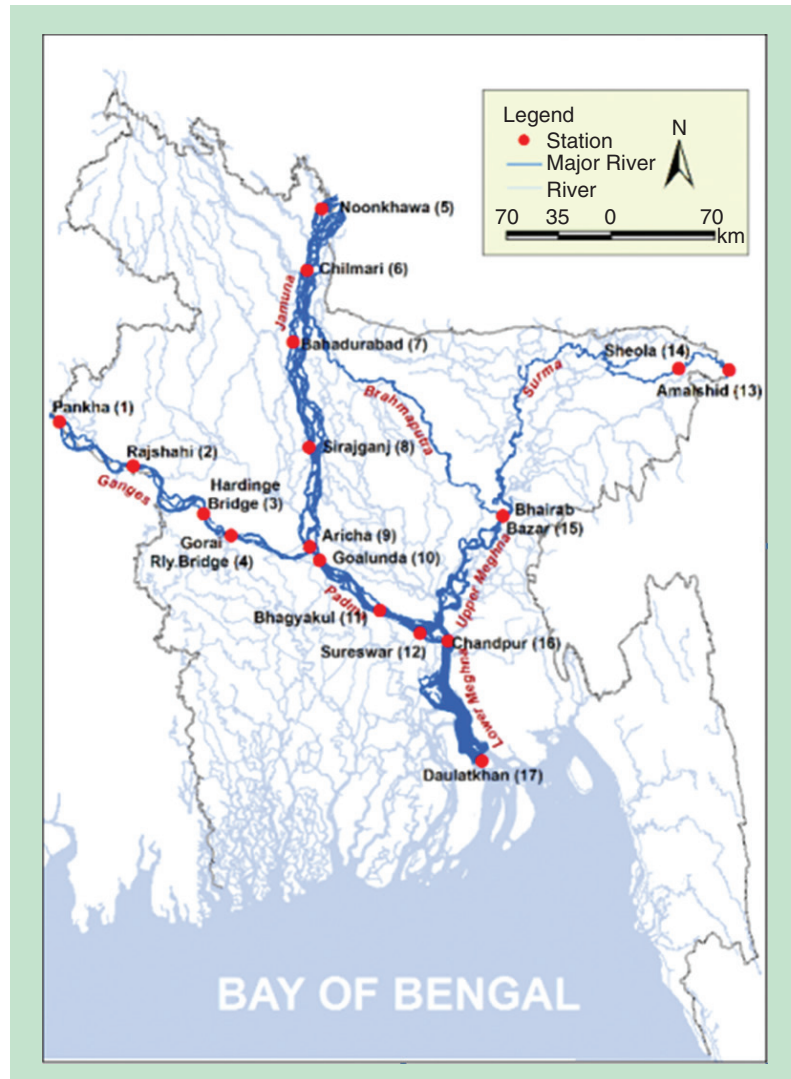 Legend
Station
N
Major River
River
70 35 0 70
km
Noonkhawa (5)
Chilmari (6)
Jamuna
Bahadurabad (7)
Sheola (14)
Surma
Amalshid (13)
Brahmaputra
Pankha (1)
Rajshahi (2)
Sirajganj (8)
Ganges
Hardinge
Bridge (3)
Bhairab
Bazar (15)
Gorai
Rly.Bridge (4)
Aricha (9)
Goalunda (10)
Upper Meghna
Padma
Bhagyakul (11)
Sureswar (12)
Chandpur (16)
Lower Meghna
Daulatkhan (17)
BAY OF BENGAL